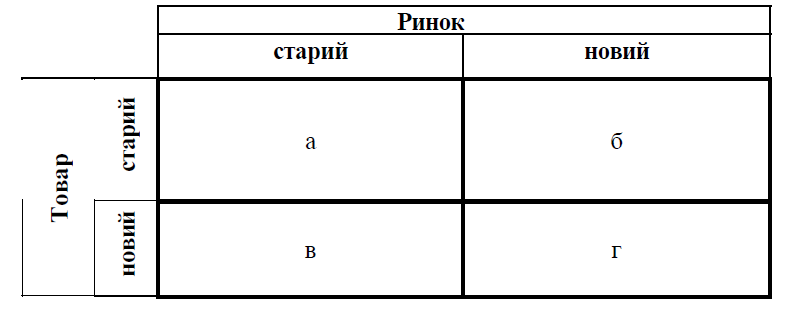 Ринок
старий новий
Товар
старий
а б
новий
в г